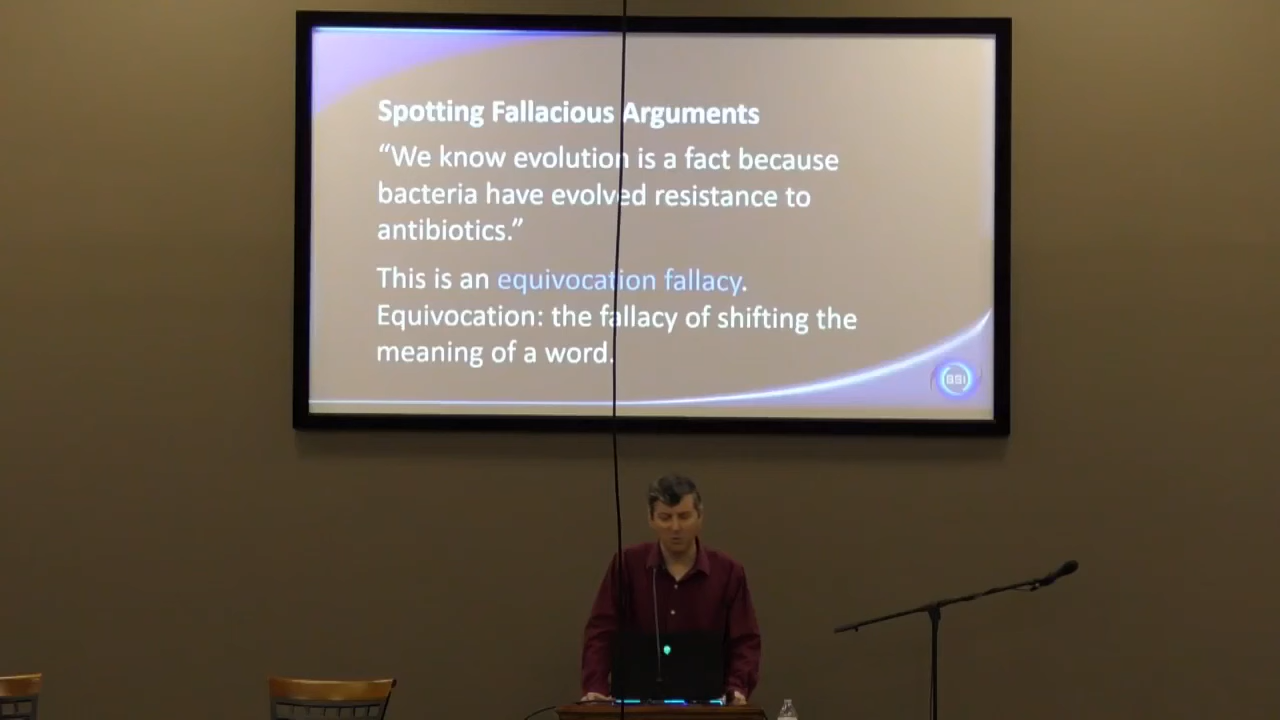 Spotting Fallacious Arguments
“We know evolution is a fact because
bacteria have evolved resistance to
antibiotics.”
This is an equivocation fallacy.
Equivocation: the fallacy of shifting the
meaning of a word.
BSI